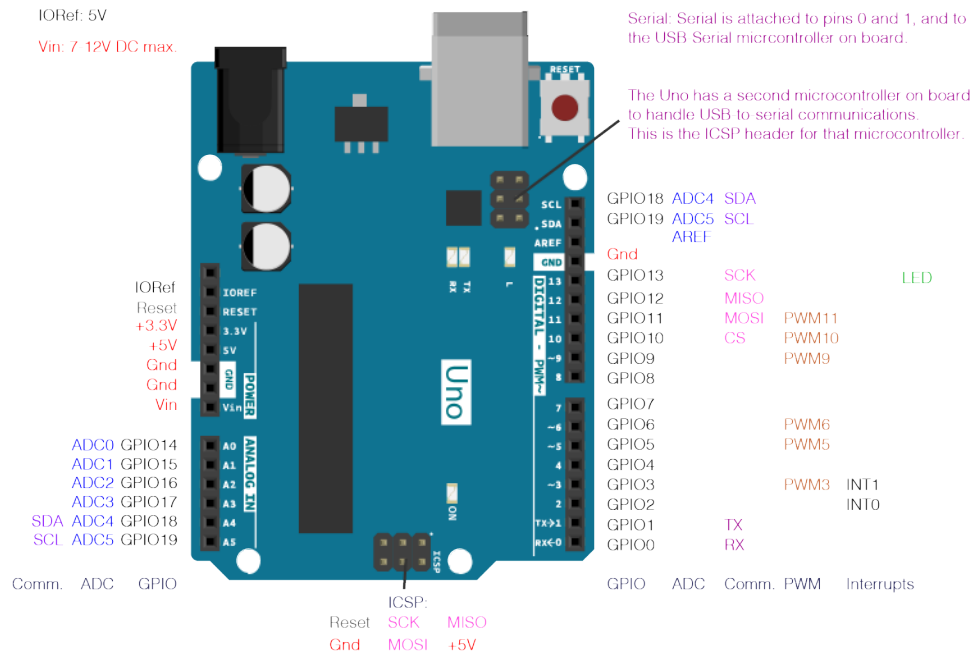 IORef: 5V
Vin: 7-12V DC max.
Serial: Serial is attached to pins 0 and 1, and to
the USB-Serial micrcontroller on board.
The Uno has a second microcontroller on board
to handle USB-to-serial communications.
This is the ICSP header for that microcontroller.
RESET
SCL
SDA
AREF
GND
13
12
11
10
~9
8
7
~6
~5
4
~3
2
TX→1
RX←0
DIGITAL - PWM~
GPIO18 ADC4 SDA
GPIO19 ADC5 SCL
AREF
Gnd
GPIO13 SCK LED
GPIO12 MISO
GPIO11 MOSI PWM11
GPIO10 CS PWM10
GPIO9 PWM9
GPIO8
GPIO7
GPIO6 PWM6
GPIO5 PWM5
GPIO4
GPIO3 PWM3 INT1
GPIO2 INT0
GPIO1 TX
GPIO0 RX
GPIO ADC Comm. PWM Interrupts
RX
TX
L
Uno
ON
IORef
Reset
+3.3V
+5V
Gnd
Gnd
Vin
IOREF
RESET
3.3V
5V
GND
Vin
POWER
ADC0 GPIO14
ADC1 GPIO15
ADC2 GPIO16
ADC3 GPIO17
SDA ADC4 GPIO18
SCL ADC5 GPIO19
A0
A1
A2
A3
A4
A5
ANALOG IN
Comm. ADC GPIO
ICSP
ICSP:
Reset SCK MISO
Gnd MOSI +5V